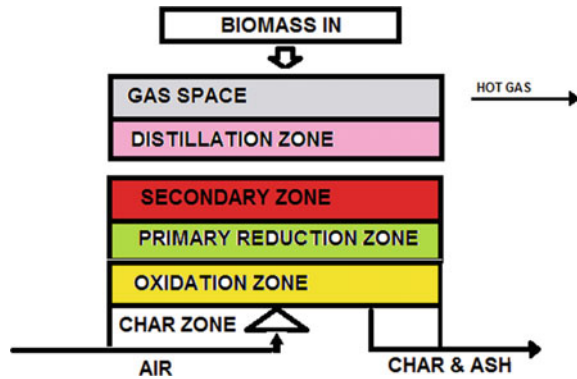 BIOMASS IN
HOT GAS
GAS SPACE
DISTILLATION ZONE
SECONDARY ZONE
PRIMARY REDUCTION ZONE
OXIDATION ZONE
CHAR ZONE
AIR
CHAR & ASH